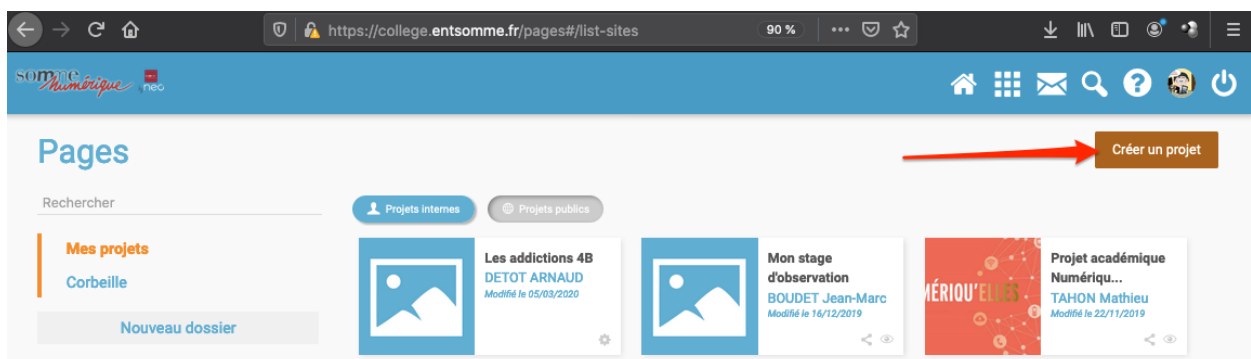 https://college.entsomme.fr/pages#/list-sites
90 %
somme
numérique
neo
Pages
Créer un projet
Rechercher
Projets internes
Projets publics
Mes projets
Corbeille
Nouveau dossier
Les addictions 4B
DETOT ARNAUD
Modifié le 05/03/2020
Mon stage
d'observation
BOUDET Jean-Marc
Modifié le 16/12/2019
MÉRIQU'ELLES
Projet académique
Numériqu...
TAHON Mathieu
Modifié le 22/11/2019